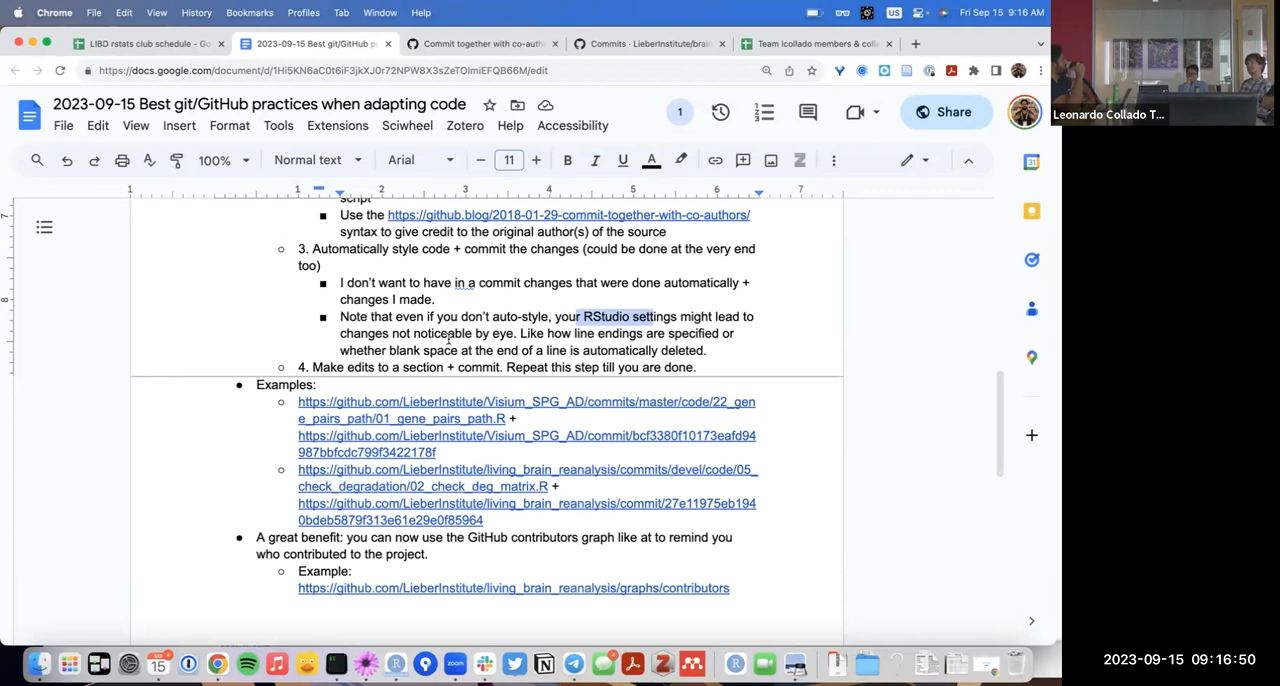 Chrome File Edit View History Bookmarks Profiles Tab Window Help US Fri Sep 15 9:16 AM
LIBD rstats club schedule - Go
2023-09-15 Best git/GitHub p
Commit together with co-auth
Commits · LieberInstitute/brain
Team lcollado members & coll
https://docs.google.com/document/d/1Hi5KN6aC0t6iF3jkXJ0r72NPW8X3sZeTOlmiEFQB66M/edit
2023-09-15 Best git/GitHub practices when adapting code
1
Share
File Edit View Insert Format Tools Extensions Sciwheel Zotero Help Accessibility
100% Normal text Arial 11 B I U A Z
1 1 2 3 4 5 6 7
script
▪ Use the https://github.blog/2018-01-29-commit-together-with-co-authors/
syntax to give credit to the original author(s) of the source
○ 3. Automatically style code + commit the changes (could be done at the very end
too)
▪ I don't want to have in a commit changes that were done automatically +
changes I made.
▪ Note that even if you don't auto-style, your RStudio settings might lead to
changes not noticeable by eye. Like how line endings are specified or
whether blank space at the end of a line is automatically deleted.
○ 4. Make edits to a section + commit. Repeat this step till you are done.
● Examples:
○ https://github.com/LieberInstitute/Visium_SPG_AD/commits/master/code/22_gen
e_pairs_path/01_gene_pairs_path.R +
https://github.com/LieberInstitute/Visium_SPG_AD/commit/bcf3380f10173eafd94
987bbfcdc799f3422178f
○ https://github.com/LieberInstitute/living_brain_reanalysis/commits/devel/code/05_
check_degradation/02_check_deg_matrix.R +
https://github.com/LieberInstitute/living_brain_reanalysis/commit/27e11975eb194
0bdeb5879f313e61e29e0f85964
● A great benefit: you can now use the GitHub contributors graph like at to remind you
who contributed to the project.
○ Example:
https://github.com/LieberInstitute/living_brain_reanalysis/graphs/contributors
Leonardo Collado T...
2023-09-15 09:16:50